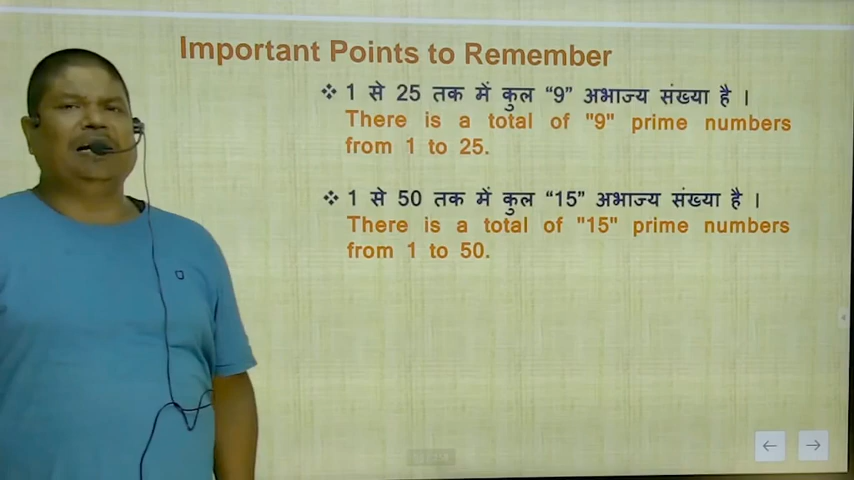 Important Points to Remember
❖ 1 से 25 तक में कुल “9” अभाज्य संख्या है ।
There is a total of "9" prime numbers
from 1 to 25.
❖ 1 से 50 तक में कुल “15” अभाज्य संख्या है ।
There is a total of "15" prime numbers
from 1 to 50.